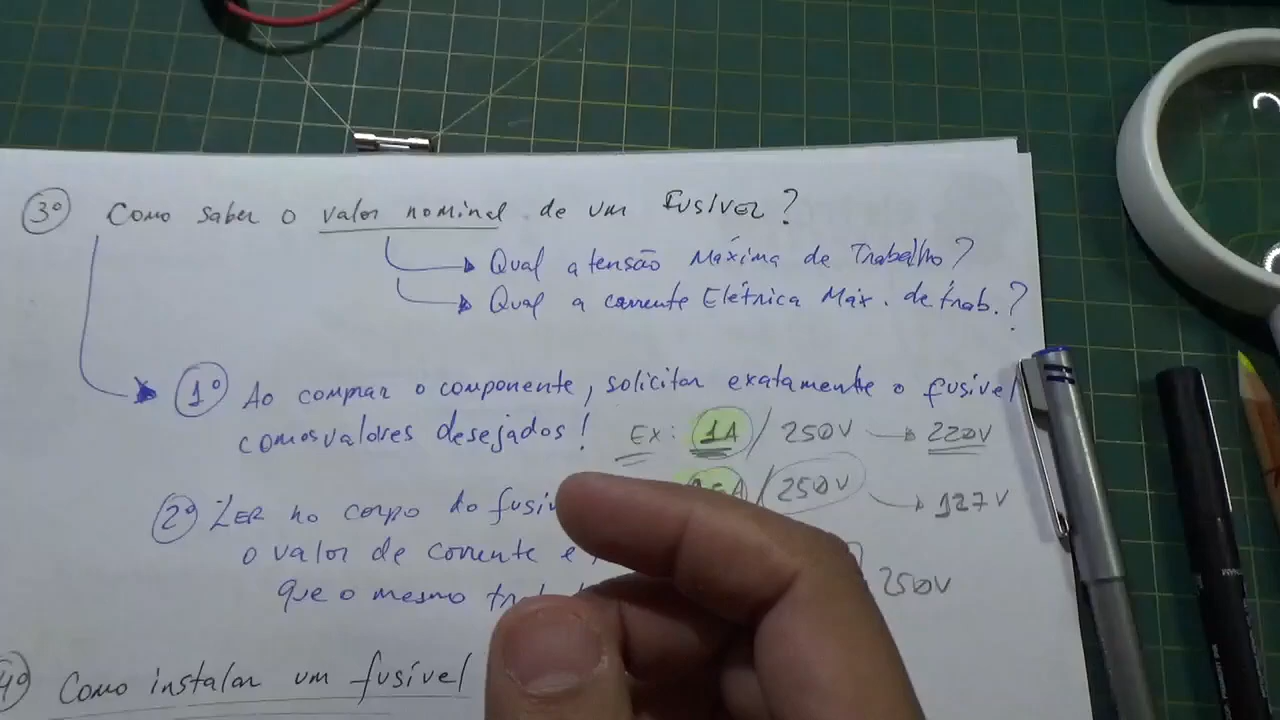 3º Como saber o valor nominal de um fusível?
Qual a tensão Máxima de Trabalho?
Qual a corrente Elétrica Máx. de trab.?
1º Ao comprar o componente, solicitar exatamente o fusível
com os valores desejados! Ex: 1A / 250V → 220V
/ 250V → 127V
2º Ler no corpo do
o valor de corrente e
250V
que o mesmo
4º Como instalar um fusível